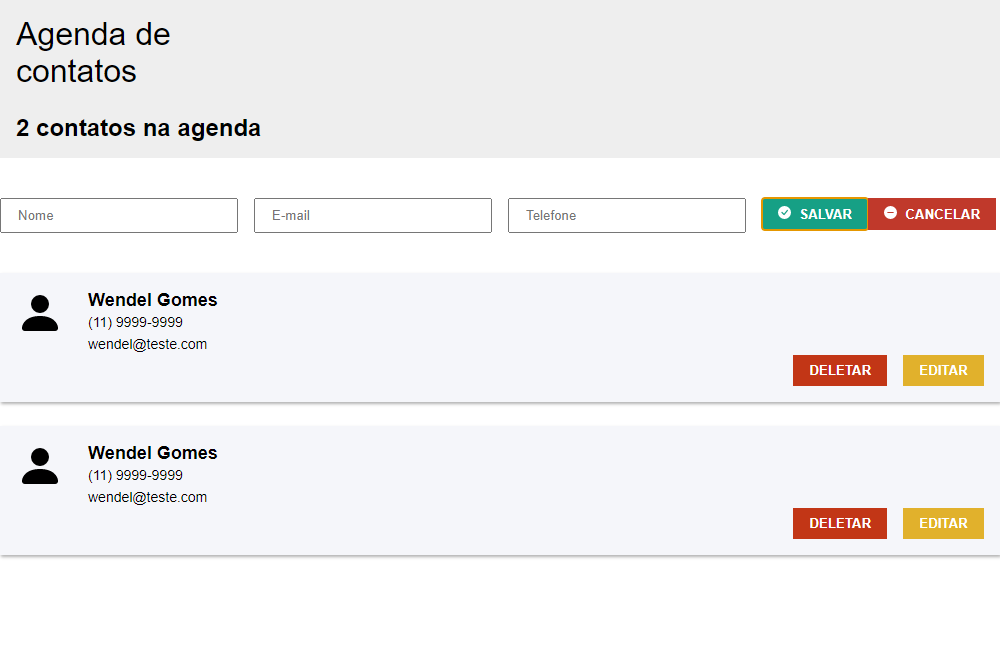 Agenda de
contatos
2 contatos na agenda
Nome E-mail Telefone SALVAR CANCELAR
Wendel Gomes
(11) 9999-9999
wendel@teste.com
DELETAR EDITAR
Wendel Gomes
(11) 9999-9999
wendel@teste.com
DELETAR EDITAR